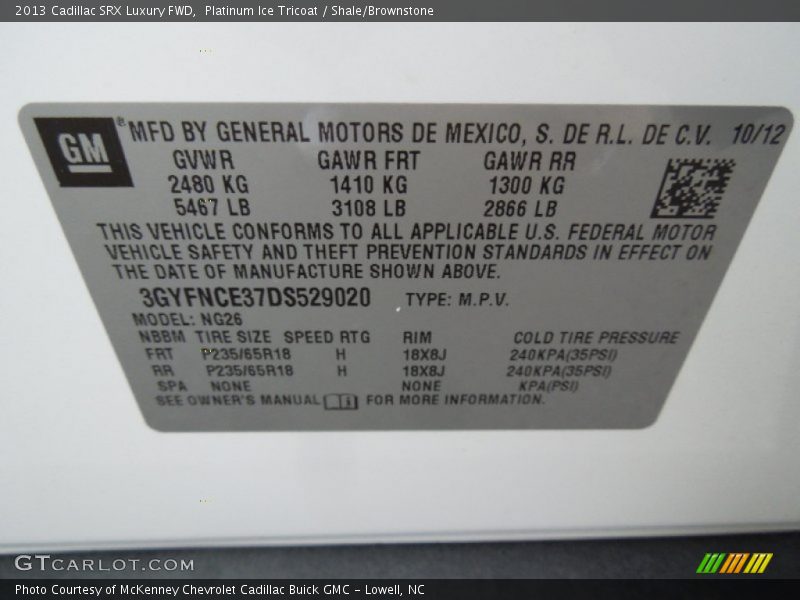 2013 Cadillac SRX Luxury FWD,  Platinum Ice Tricoat / Shale/Brownstone
GM ® MFD BY GENERAL MOTORS DE MEXICO, S. DE R.L. DE C.V. 10/12
GVWR GAWR FRT GAWR RR
2480 KG 1410 KG 1300 KG
5467 LB 3108 LB 2866 LB
THIS VEHICLE CONFORMS TO ALL APPLICABLE U.S. FEDERAL MOTOR
VEHICLE SAFETY AND THEFT PREVENTION STANDARDS IN EFFECT ON
THE DATE OF MANUFACTURE SHOWN ABOVE.
3GYFNCE37DS529020 TYPE: M.P.V.
MODEL: NG26
NBBM TIRE SIZE SPEED RTG RIM COLD TIRE PRESSURE
FRT P235/65R18 H 18X8J 240KPA(35PSI)
RR P235/65R18 H 18X8J 240KPA(35PSI)
SPA NONE NONE KPA(PSI)
SEE OWNER'S MANUAL FOR MORE INFORMATION.
GTCARLOT.COM
Photo Courtesy of McKenney Chevrolet Cadillac Buick GMC - Lowell, NC